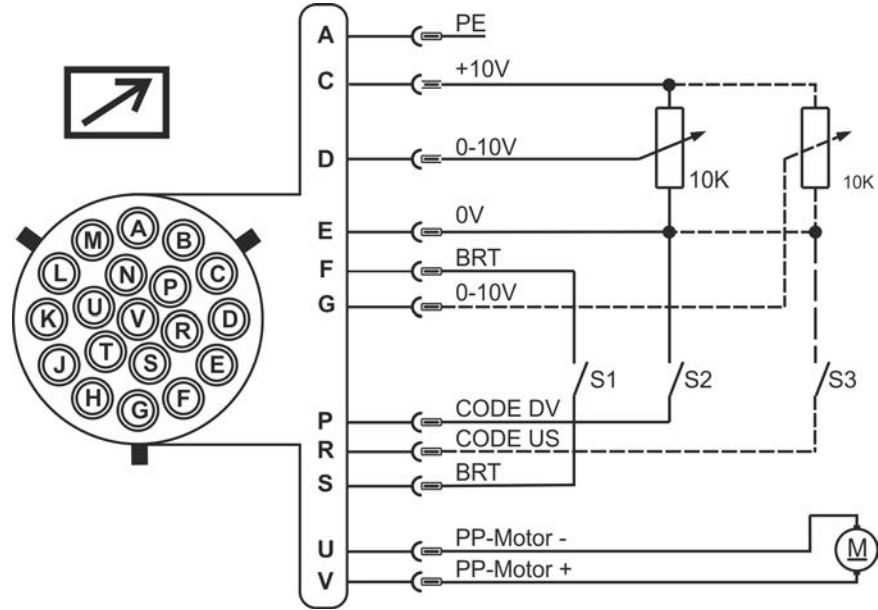 A PE
C +10V
D 0-10V
10K
10K
E 0V
F BRT
G 0-10V
S1
S2
S3
P CODE DV
R CODE US
S BRT
U PP-Motor -
V PP-Motor +
M
A
M B
L N P C
K U V R D
J T S E
H G F